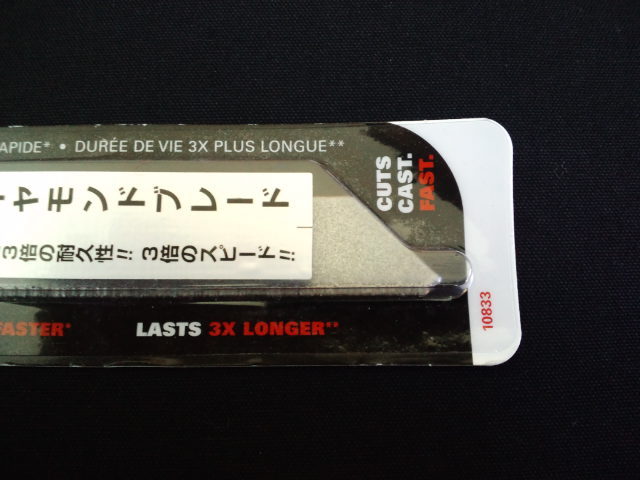 APIDE* • DURÉE DE VIE 3X PLUS LONGUE**
CUTS
CAST.
FAST.
ヤモンドブレード
3倍の耐久性!! 3倍のスピード!!
FASTER* LASTS 3X LONGER**
10833